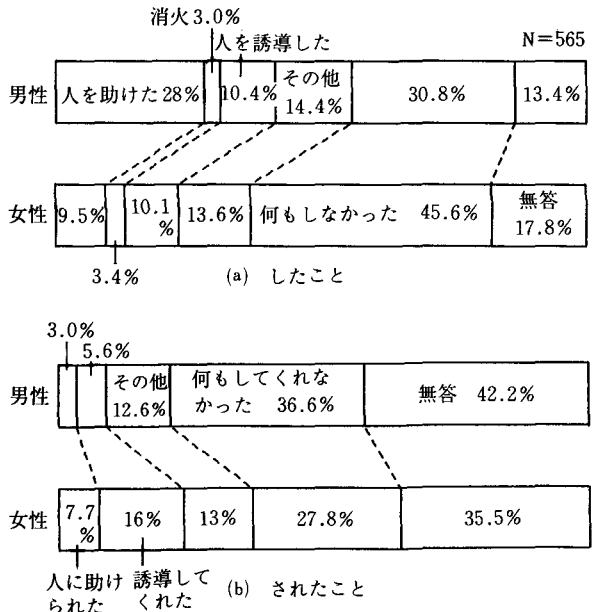 消火3.0%
人を誘導した
N=565
男性
人を助けた28%
10.4%
その他
14.4%
30.8%
13.4%
女性
9.5%
10.1
%
13.6%
何もしなかった 45.6%
無答
17.8%
3.4%
(a) したこと
3.0%
5.6%
男性
その他
12.6%
何もしてくれな
かった 36.6%
無答 42.2%
女性
7.7
%
16%
13%
27.8%
35.5%
人に助け
られた
誘導して
くれた
(b) されたこと